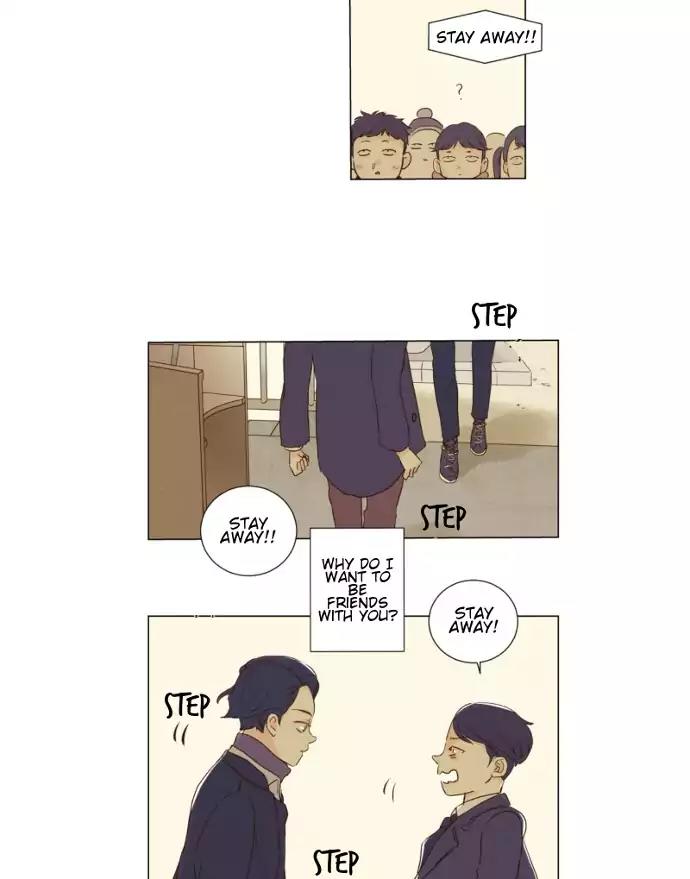 STAY AWAY!!
?
STEP
STEP
STAY
AWAY!!
WHY DO I
WANT TO
BE
FRIENDS
WITH YOU?
STAY
AWAY!
STEP
STEP